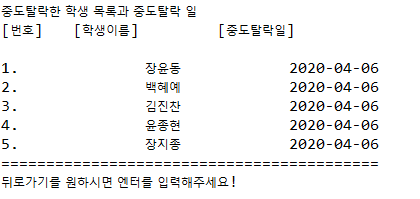 중도탈락한 학생 목록과 중도탈락 일
[번호] [학생이름] [중도탈락일]
1. 장윤동 2020-04-06
2. 백혜예 2020-04-06
3. 김진찬 2020-04-06
4. 윤종현 2020-04-06
5. 장지종 2020-04-06
==========================================
뒤로가기를 원하시면 엔터를 입력해주세요!